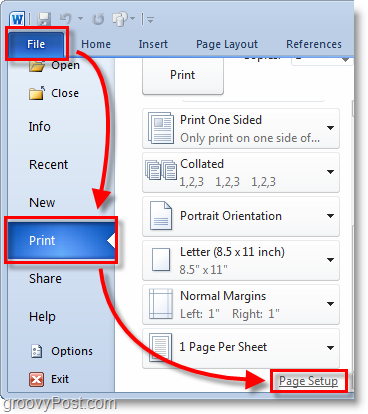 File Home Insert Page Layout References
Open
Close
Info
Recent
New
Print
Share
Help
Options
Exit
Print
Print One Sided
Only print on one side of...
Collated
1,2,3 1,2,3 1,2,3
Portrait Orientation
Letter (8.5 x 11 inch)
8.5" x 11"
Normal Margins
Left: 1" Right: 1"
1 Page Per Sheet
Page Setup
groovyPost.com